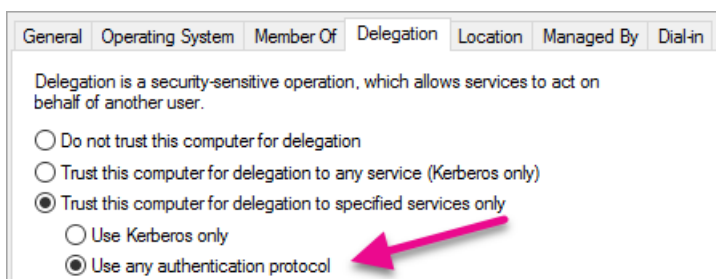 General Operating System Member Of Delegation Location Managed By Dial-in
Delegation is a security-sensitive operation, which allows services to act on
behalf of another user.
Do not trust this computer for delegation
Trust this computer for delegation to any service (Kerberos only)
Trust this computer for delegation to specified services only
Use Kerberos only
Use any authentication protocol